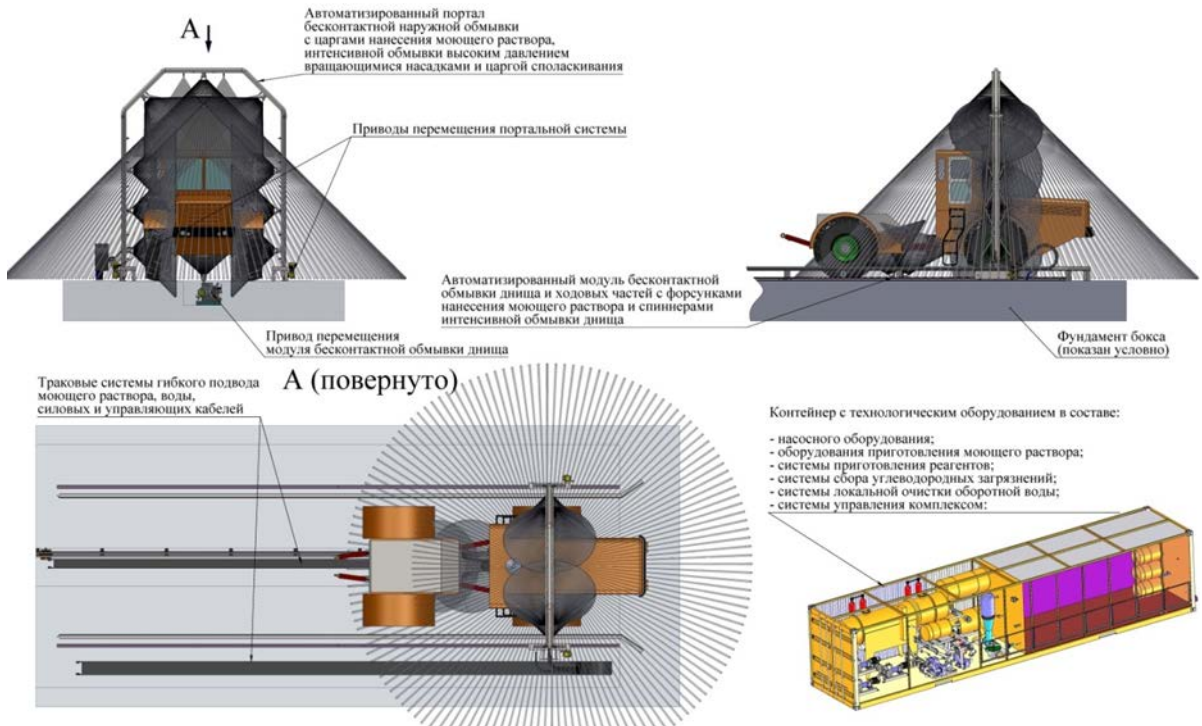 А
Автоматизированный портал
бесконтактной наружной обмывки
с царгами нанесения моющего раствора,
интенсивной обмывки высоким давлением
вращающимися насадками и царгой споласкивания
Приводы перемещения портальной системы
Автоматизированный модуль бесконтактной
обмывки днища и ходовых частей с форсунками
нанесения моющего раствора и спиннерами
интенсивной обмывки днища
Привод перемещения
модуля бесконтактной обмывки днища
Фундамент бокса
(показан условно)
А (повернуто)
Траковые системы гибкого подвода
моющего раствора, воды,
силовых и управляющих кабелей
Контейнер с технологическим оборудованием в составе:
- насосного оборудования;
- оборудования приготовления моющего раствора;
- системы приготовления реагентов;
- системы сбора углеводородных загрязнений;
- системы локальной очистки оборотной воды;
- системы управления комплексом: